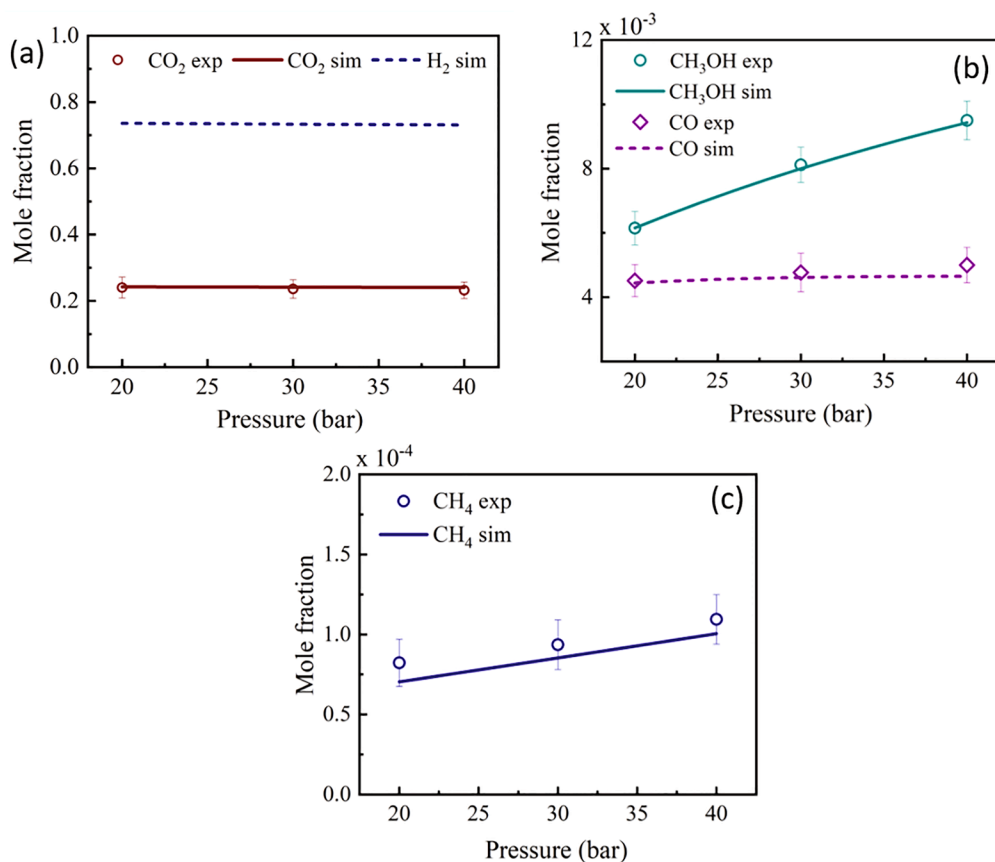 (a)
CO₂ exp CO₂ sim H₂ sim
1.0
0.8
0.6
0.4
0.2
0.0
Mole fraction
20 25 30 35 40
Pressure (bar)
x 10⁻³
(b)
CH₃OH exp
CH₃OH sim
CO exp
CO sim
12
8
4
Mole fraction
20 25 30 35 40
Pressure (bar)
x 10⁻⁴
(c)
CH₄ exp
CH₄ sim
2.0
1.5
1.0
0.5
0.0
Mole fraction
20 25 30 35 40
Pressure (bar)